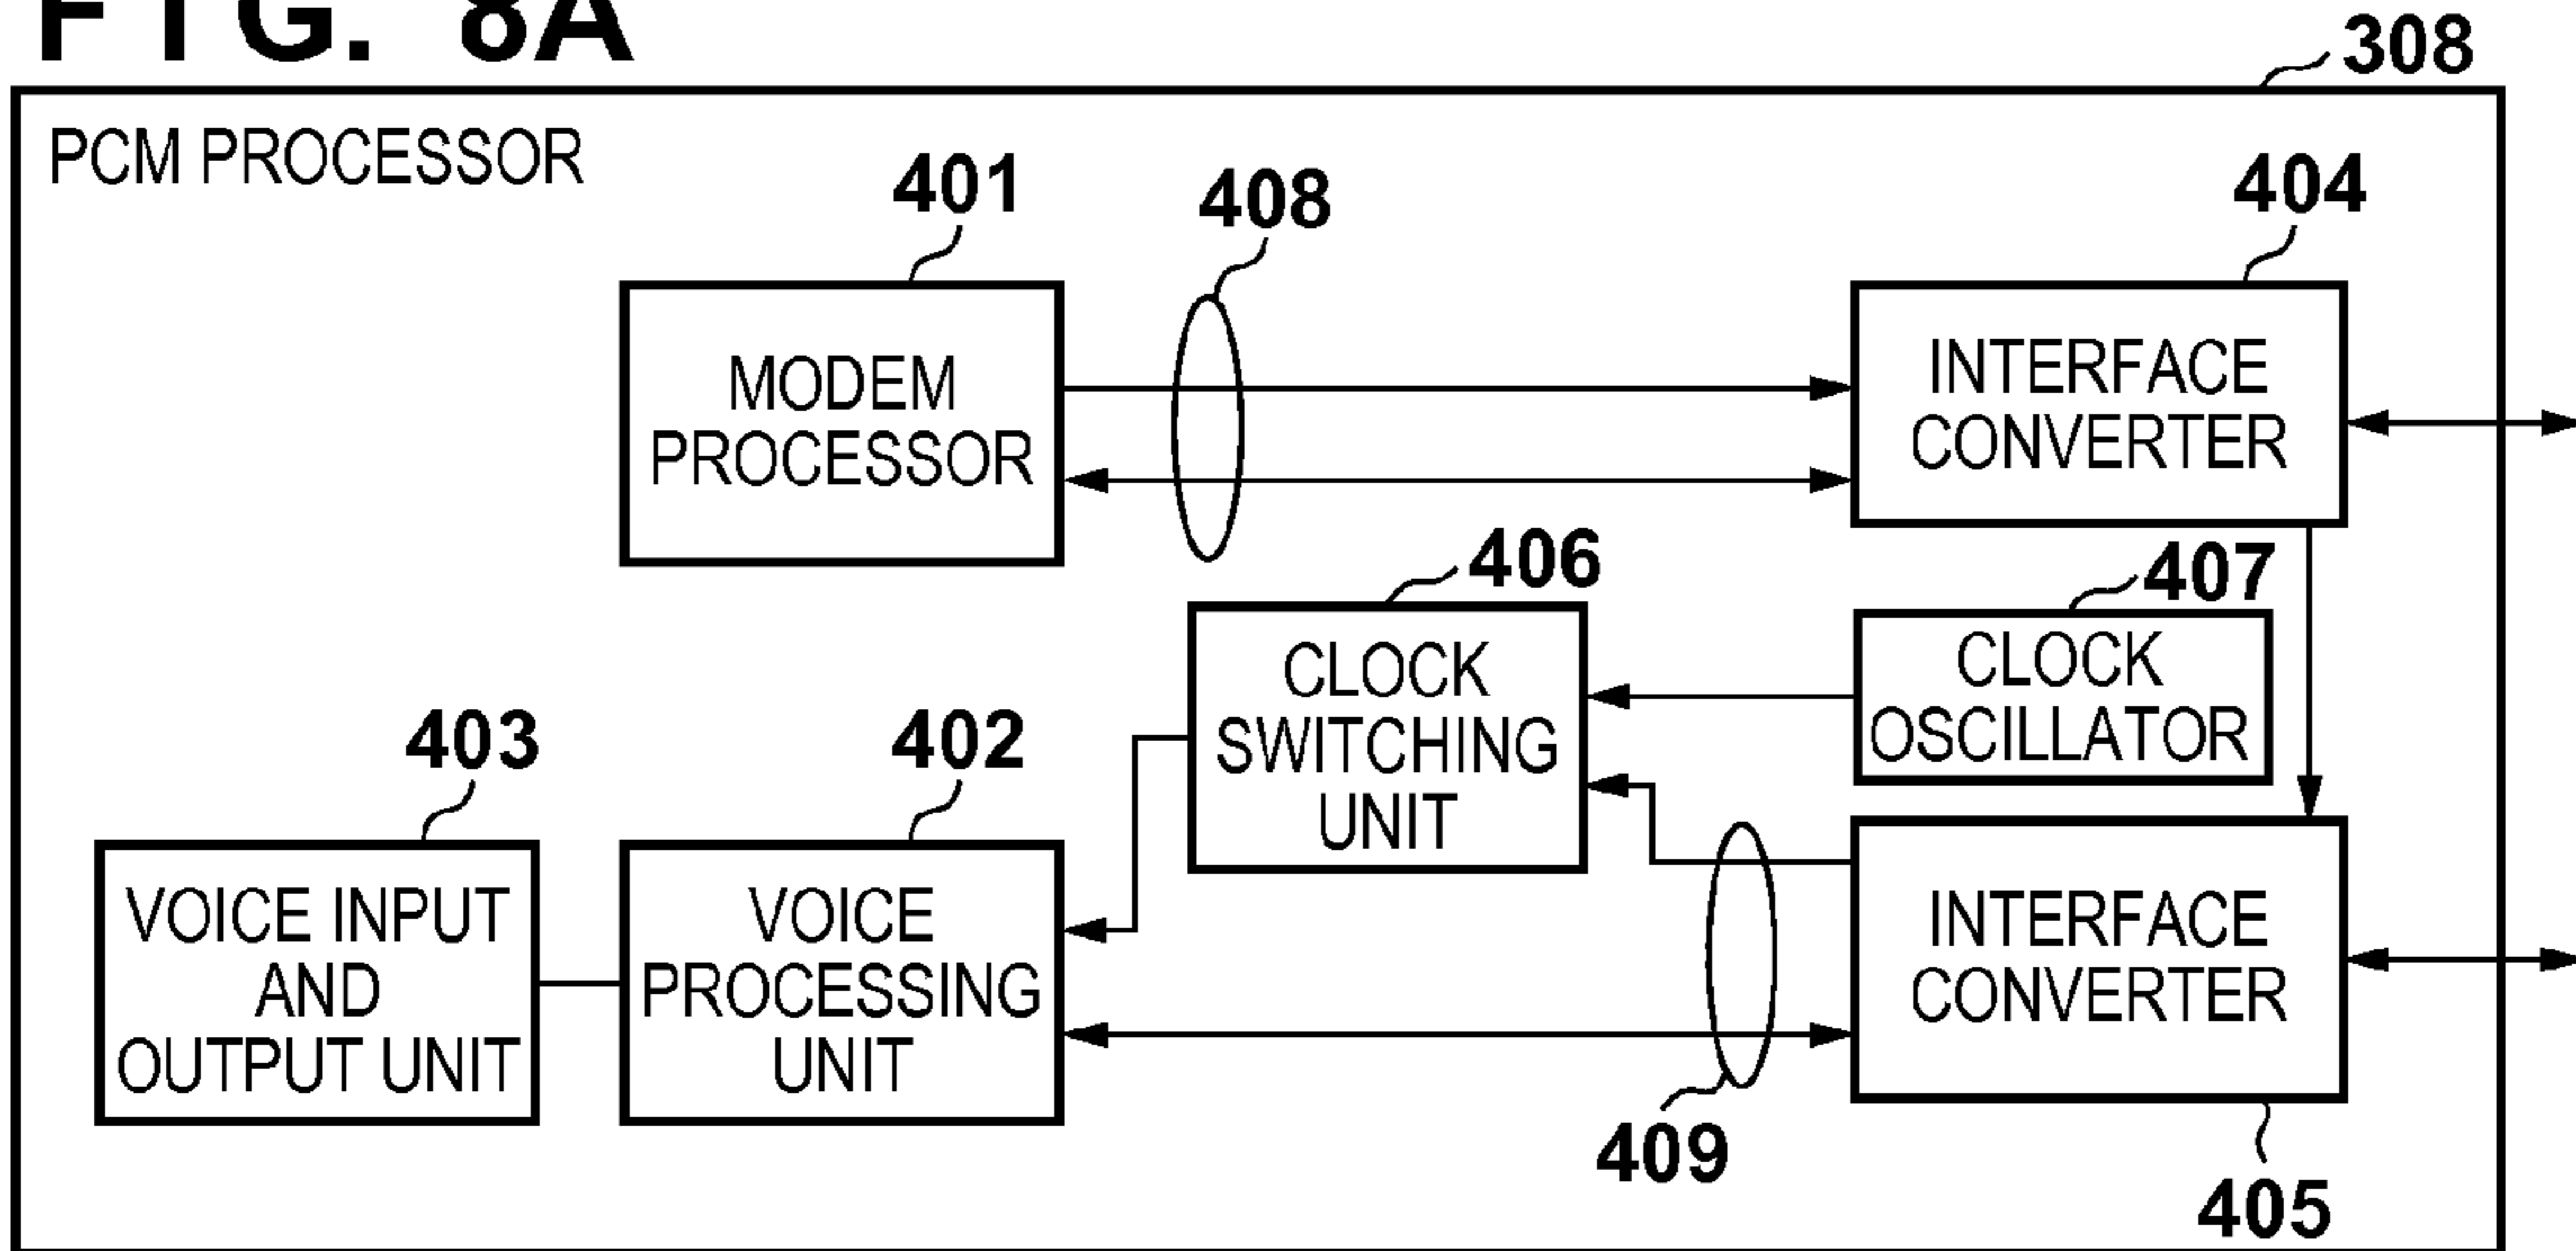 FIG. 8A
308
PCM PROCESSOR
401
408
404
MODEM
PROCESSOR
INTERFACE
CONVERTER
406
407
CLOCK
SWITCHING
UNIT
CLOCK
OSCILLATOR
403
402
VOICE INPUT
AND
OUTPUT UNIT
VOICE
PROCESSING
UNIT
INTERFACE
CONVERTER
409
405